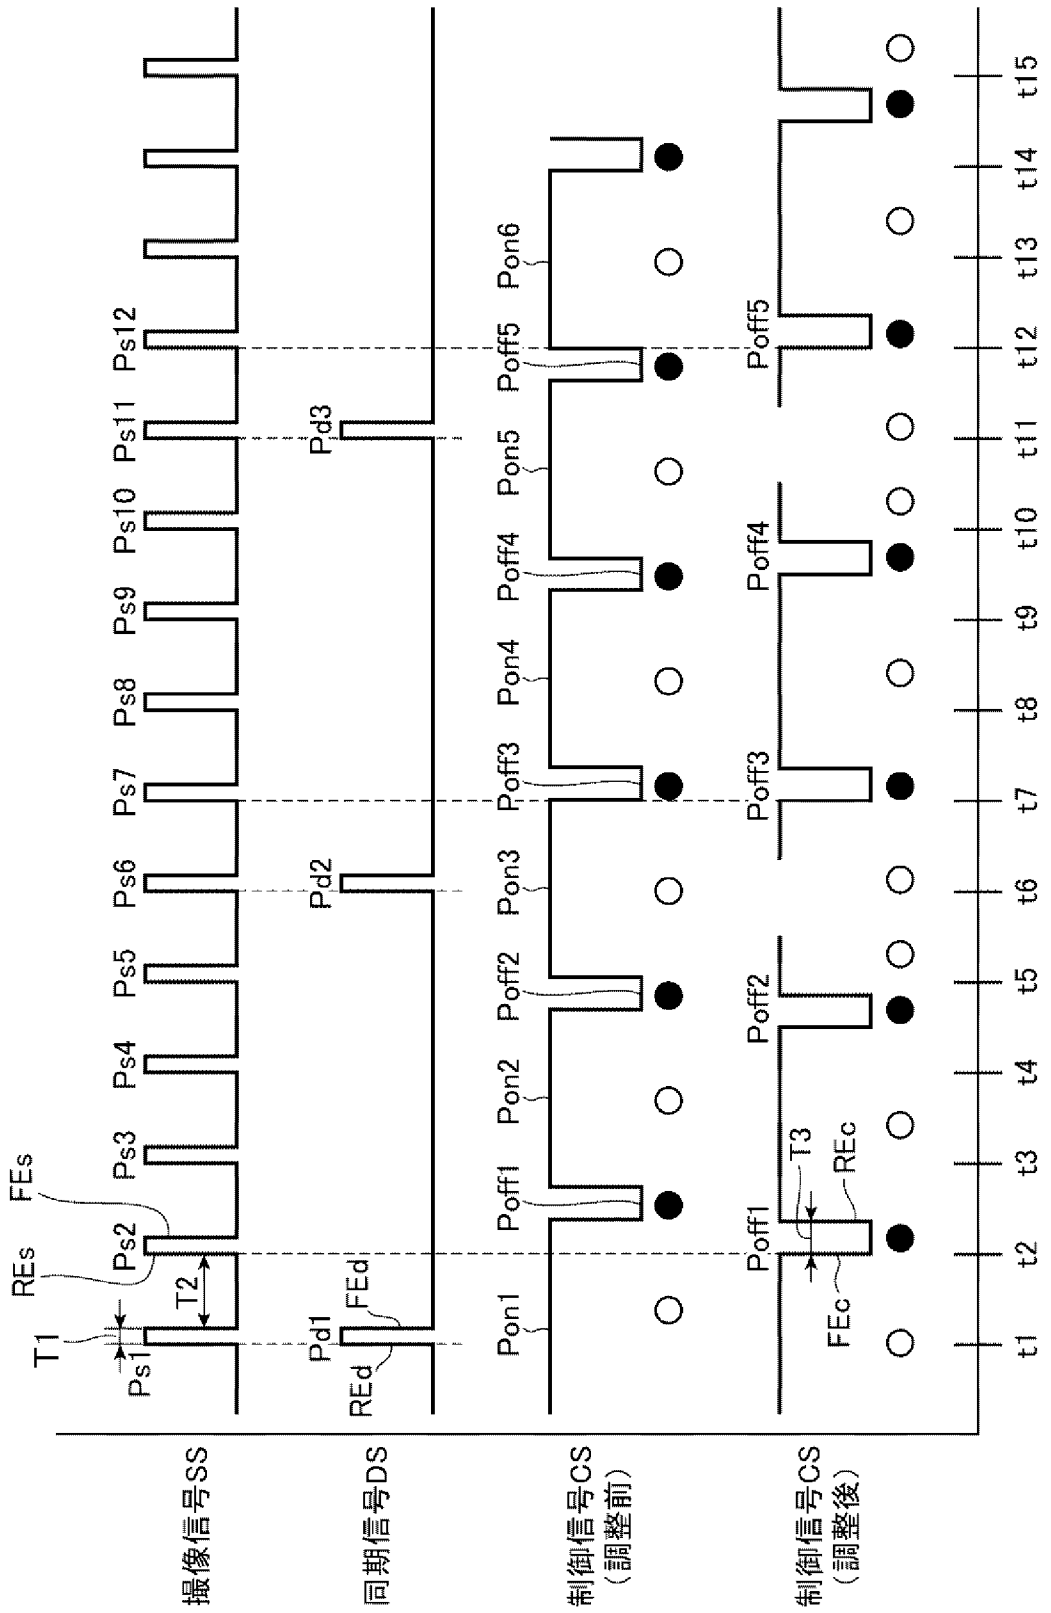 FEs
REs
T1
Ps1
Ps2
Ps3
Ps4
Ps5
Ps6
Ps7
Ps8
Ps9
Ps10
Ps11
Ps12
T2
撮像信号SS
Pd1
Pd2
Pd3
REd
FEd
同期信号DS
Pon1
Poff1
Pon2
Poff2
Pon3
Poff3
Pon4
Poff4
Pon5
Poff5
Pon6
制御信号CS
(調整前)
Poff1
T3
Poff2
Poff3
Poff4
Poff5
FEc
REc
制御信号CS
(調整後)
t1
t2
t3
t4
t5
t6
t7
t8
t9
t10
t11
t12
t13
t14
t15